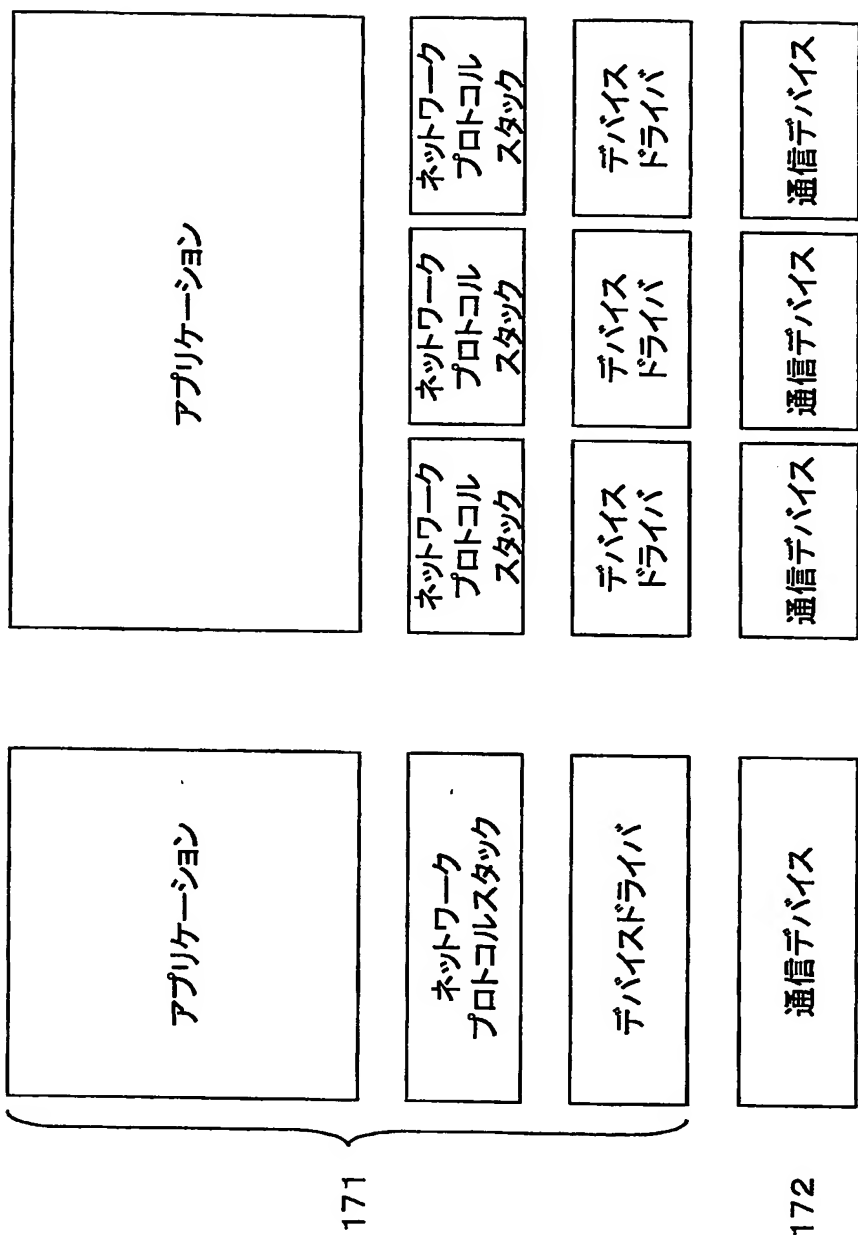 171
172
アプリケーション
ネットワーク
プロトコルスタック
デバイスドライバ
通信デバイス
アプリケーション
ネットワーク
プロトコル
スタック
ネットワーク
プロトコル
スタック
ネットワーク
プロトコル
スタック
デバイス
ドライバ
デバイス
ドライバ
デバイス
ドライバ
通信デバイス
通信デバイス
通信デバイス